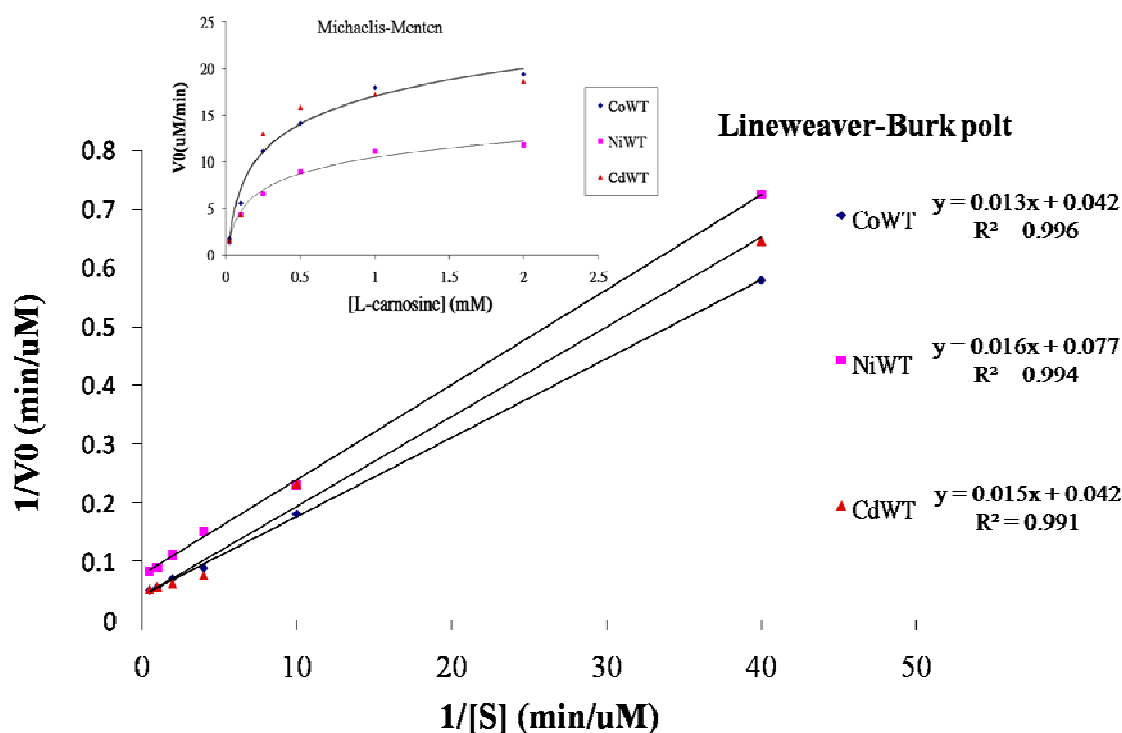 Michaelis-Menten
25
20
15
10
5
0
V0(uM/min)
0 0.5 1 1.5 2 2.5
[L-carnosine] (mM)
CoWT
NiWT
CdWT
Lineweaver-Burk polt
0.8
0.7
0.6
0.5
0.4
0.3
0.2
0.1
0
1/V0 (min/uM)
0 10 20 30 40 50
1/[S] (min/uM)
CoWT y = 0.013x + 0.042
R² 0.996
NiWT y = 0.016x + 0.077
R² 0.994
CdWT y = 0.015x + 0.042
R² = 0.991